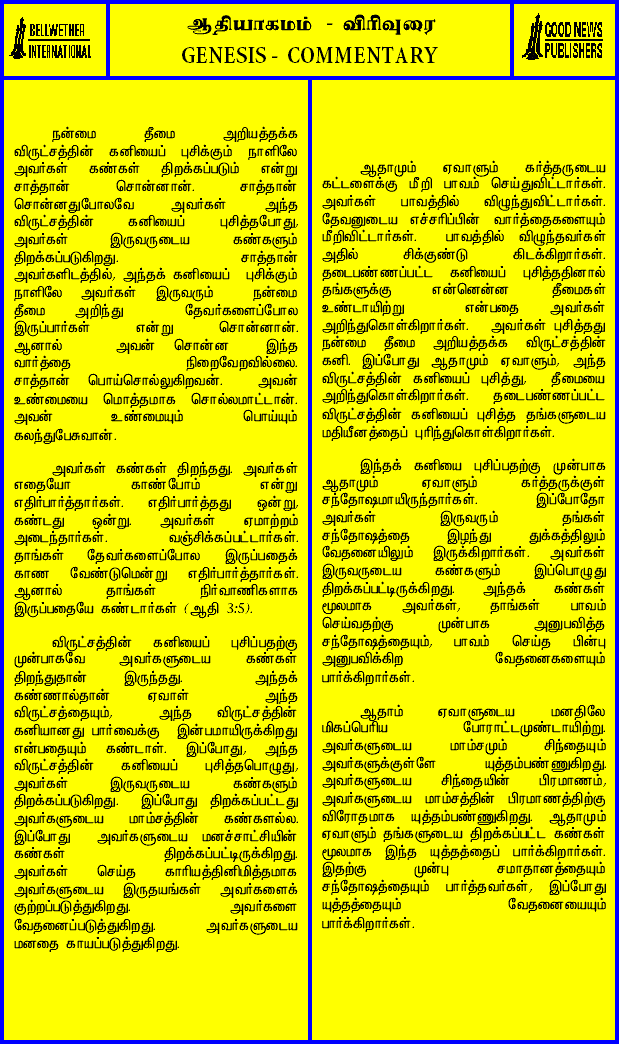 BELLWETHER
INTERNATIONAL
ஆதியாகமம் - விரிவுரை
GENESIS - COMMENTARY
GOOD NEWS
PUBLISHERS
நன்மை தீமை அறியத்தக்க
விருட்சத்தின் கனியைப் புசிக்கும் நாளிலே
அவர்கள் கண்கள் திறக்கப்படும் என்று
சாத்தான் சொன்னான். சாத்தான்
சொன்னதுபோலவே அவர்கள் அந்த
விருட்சத்தின் கனியைப் புசித்தபோது,
அவர்கள் இருவருடைய கண்களும்
திறக்கப்படுகிறது. சாத்தான்
அவர்களிடத்தில், அந்தக் கனியைப் புசிக்கும்
நாளிலே அவர்கள் இருவரும் நன்மை
தீமை அறிந்து தேவர்களைப்போல
இருப்பார்கள் என்று சொன்னான்.
ஆனால் அவன் சொன்ன இந்த
வார்த்தை நிறைவேறவில்லை.
சாத்தான் பொய்சொல்லுகிறவன். அவன்
உண்மையை மொத்தமாக சொல்லமாட்டான்.
அவன் உண்மையும் பொய்யும்
கலந்துபேசுவான்.
அவர்கள் கண்கள் திறந்தது. அவர்கள்
எதையோ காண்போம் என்று
எதிர்பார்த்தார்கள். எதிர்பார்த்தது ஒன்று,
கண்டது ஒன்று. அவர்கள் ஏமாற்றம்
அடைந்தார்கள். வஞ்சிக்கப்பட்டார்கள்.
தாங்கள் தேவர்களைப்போல இருப்பதைக்
காண வேண்டுமென்று எதிர்பார்த்தார்கள்.
ஆனால் தாங்கள் நிர்வாணிகளாக
இருப்பதையே கண்டார்கள் (ஆதி 3:5).
விருட்சத்தின் கனியைப் புசிப்பதற்கு
முன்பாகவே அவர்களுடைய கண்கள்
திறந்துதான் இருந்தது. அந்தக்
கண்ணால்தான் ஏவாள் அந்த
விருட்சத்தையும், அந்த விருட்சத்தின்
கனியானது பார்வைக்கு இன்பமாயிருக்கிறது
என்பதையும் கண்டாள். இப்போது, அந்த
விருட்சத்தின் கனியைப் புசித்தபொழுது,
அவர்கள் இருவருடைய கண்களும்
திறக்கப்படுகிறது. இப்போது திறக்கப்பட்டது
அவர்களுடைய மாம்சத்தின் கண்களல்ல.
இப்போது அவர்களுடைய மனச்சாட்சியின்
கண்கள் திறக்கப்பட்டிருக்கிறது.
அவர்கள் செய்த காரியத்தினிமித்தமாக
அவர்களுடைய இருதயங்கள் அவர்களைக்
குற்றப்படுத்துகிறது. அவர்களை
வேதனைப்படுத்துகிறது. அவர்களுடைய
மனதை காயப்படுத்துகிறது.
ஆதாமும் ஏவாளும் கர்த்தருடைய
கட்டளைக்கு மீறி பாவம் செய்துவிட்டார்கள்.
அவர்கள் பாவத்தில் விழுந்துவிட்டார்கள்.
தேவனுடைய எச்சரிப்பின் வார்த்தைகளையும்
மீறிவிட்டார்கள். பாவத்தில் விழுந்தவர்கள்
அதில் சிக்குண்டு கிடக்கிறார்கள்.
தடைபண்ணப்பட்ட கனியைப் புசித்ததினால்
தங்களுக்கு என்னென்ன தீமைகள்
உண்டாயிற்று என்பதை அவர்கள்
அறிந்துகொள்கிறார்கள். அவர்கள் புசித்தது
நன்மை தீமை அறியத்தக்க விருட்சத்தின்
கனி. இப்போது ஆதாமும் ஏவாளும், அந்த
விருட்சத்தின் கனியைப் புசித்து, தீமையை
அறிந்துகொள்கிறார்கள். தடைபண்ணப்பட்ட
விருட்சத்தின் கனியைப் புசித்த தங்களுடைய
மதியீனத்தைப் புரிந்துகொள்கிறார்கள்.
இந்தக் கனியை புசிப்பதற்கு முன்பாக
ஆதாமும் ஏவாளும் கர்த்தருக்குள்
சந்தோஷமாயிருந்தார்கள். இப்போதோ
அவர்கள் இருவரும் தங்கள்
சந்தோஷத்தை இழந்து துக்கத்திலும்
வேதனையிலும் இருக்கிறார்கள். அவர்கள்
இருவருடைய கண்களும் இப்பொழுது
திறக்கப்பட்டிருக்கிறது. அந்தக் கண்கள்
மூலமாக அவர்கள், தாங்கள் பாவம்
செய்வதற்கு முன்பாக அனுபவித்த
சந்தோஷத்தையும், பாவம் செய்த பின்பு
அனுபவிக்கிற வேதனைகளையும்
பார்க்கிறார்கள்.
ஆதாம் ஏவாளுடைய மனதிலே
மிகப்பெரிய போராட்டமுண்டாயிற்று.
அவர்களுடைய மாம்சமும் சிந்தையும்
அவர்களுக்குள்ளே யுத்தம்பண்ணுகிறது.
அவர்களுடைய சிந்தையின் பிரமாணம்,
அவர்களுடைய மாம்சத்தின் பிரமாணத்திற்கு
விரோதமாக யுத்தம்பண்ணுகிறது. ஆதாமும்
ஏவாளும் தங்களுடைய திறக்கப்பட்ட கண்கள்
மூலமாக இந்த யுத்தத்தைப் பார்க்கிறார்கள்.
இதற்கு முன்பு சமாதானத்தையும்
சந்தோஷத்தையும் பார்த்தவர்கள், இப்போது
யுத்தத்தையும் வேதனையையும்
பார்க்கிறார்கள்.